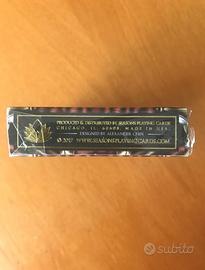 PRODUCED & DISTRIBUTED BY SEASONS PLAYING CARDS
CHICAGO, IL 60608. MADE IN USA.
DESIGNED BY ALEXANDER CHIN
© 2017 WWW.SEASONSPLAYINGCARDS.COM
subito